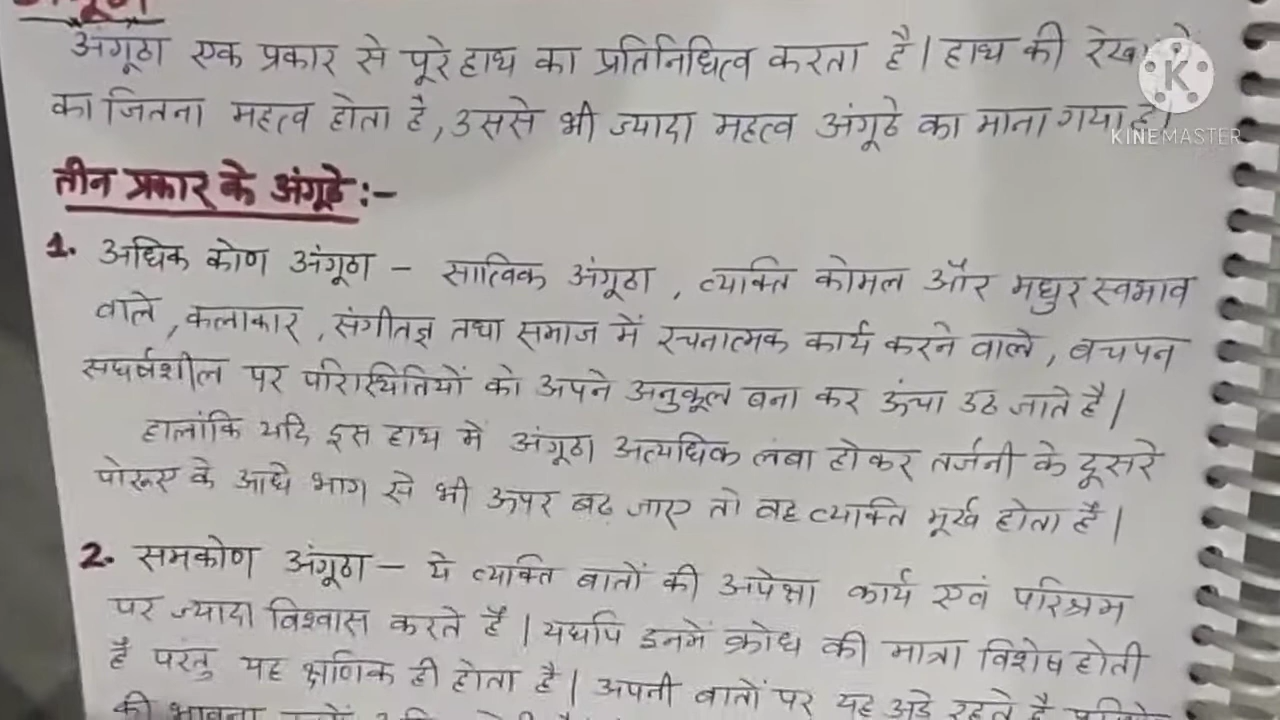 अंगूठा एक प्रकार से पूरे हाथ का प्रतिनिधित्व करता है। हाथ की
का जितना महत्व होता है, उससे भी ज्यादा महत्व अंगूठे का माना गया है।
KINEMASTER
तीन प्रकार के अंगूठे:-
1. अधिक कोण अंगूठा - सात्विक अंगूठा, व्यक्ति कोमल और मधुर स्वभाव
वाले, कलाकार, संगीतज्ञ तथा समाज में रचनात्मक कार्य करने वाले, बचपन
सघर्षशील पर परिस्थितियों को अपने अनुकूल बना कर ऊंचा उठ जाते है।
हालांकि यदि इस हाथ में अंगूठा अत्यधिक लंबा होकर तर्जनी के दूसरे
पोरूए के आधे भाग से भी ऊपर बढ़ जाए तो वह व्यक्ति मूर्ख होता है।
2. समकोण अंगूठा - ये व्यक्ति बातों की अपेक्षा कार्य एवं परिश्रम
पर ज्यादा विश्वास करते हैं। यद्यपि इनमें क्रोध की मात्रा विशेष होती
है परंतु यह क्षणिक ही होता है। अपनी बातों पर यह अड़े रहते है
की भावना